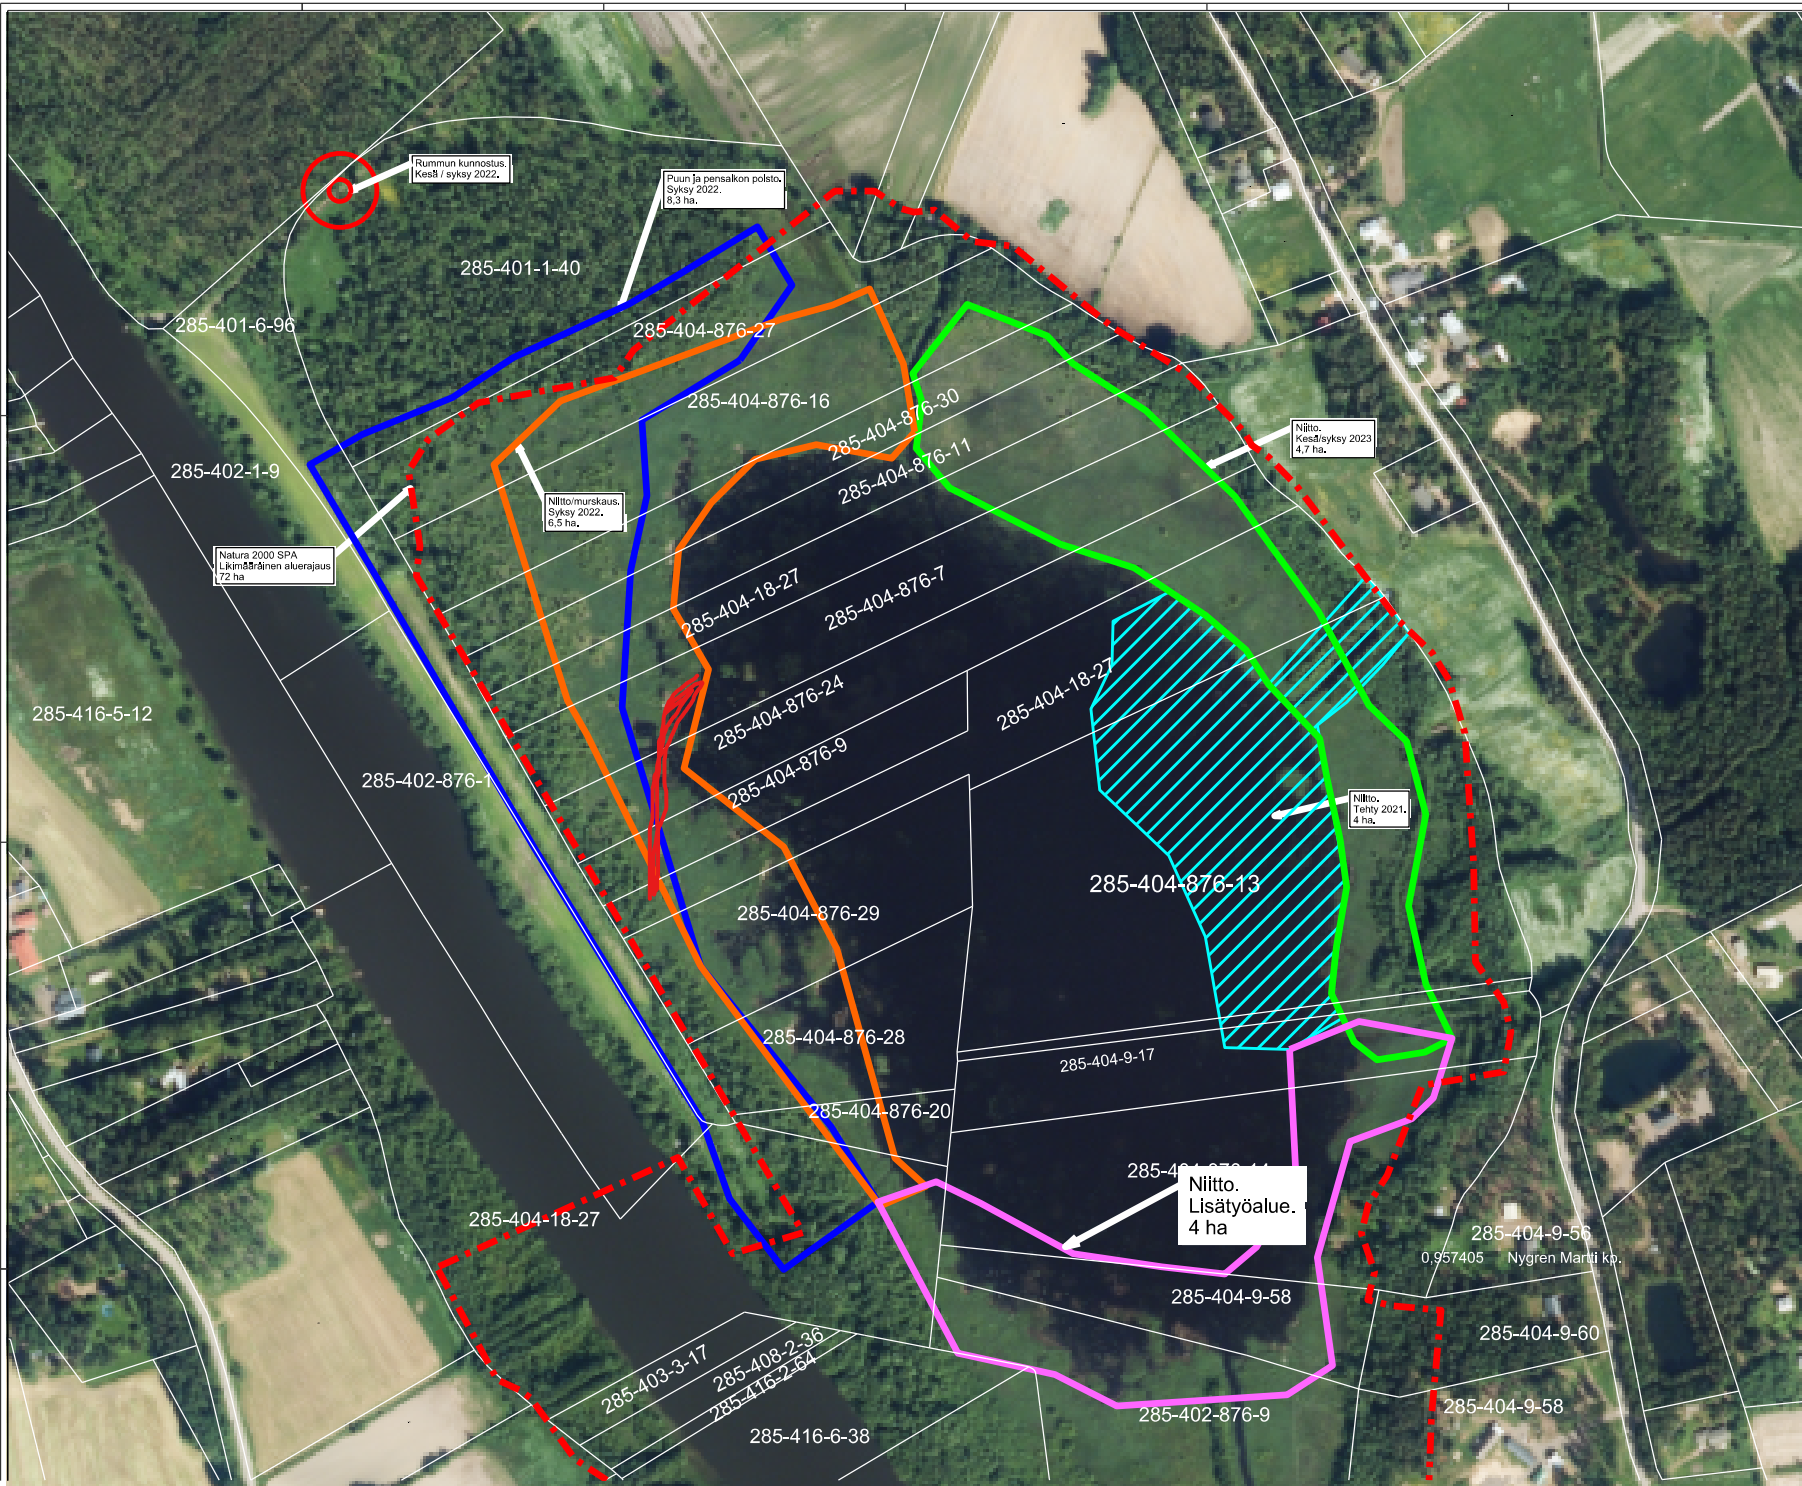 Rummun kunnostus.
Kesä / syksy 2022.
Puun ja pensaikon poisto.
Syksy 2022.
8,3 ha.
285-401-1-40
285-401-6-96
285-404-876-27
285-404-876-16
285-404-876-30
285-404-876-11
Niitto.
Kesä/syksy 2023
4,7 ha.
285-402-1-9
Niitto/murskaus.
Syksy 2022.
6,5 ha.
Natura 2000 SPA
Likimääräinen aluerajaus
72 ha
285-404-18-27
285-404-876-7
285-404-876-24
285-404-18-27
285-416-5-12
285-402-876-1
285-404-876-9
Niitto.
Tehty 2021.
4 ha.
285-404-876-13
285-404-876-29
285-404-876-28
285-404-9-17
285-404-876-20
Niitto.
Lisätyöalue.
4 ha
285-404-18-27
285-404-9-56
0,957405 Nygren Martti kp.
285-404-9-58
285-404-9-60
285-403-3-17
285-408-2-36
285-416-2-64
285-404-9-58
285-402-876-9
285-416-6-38